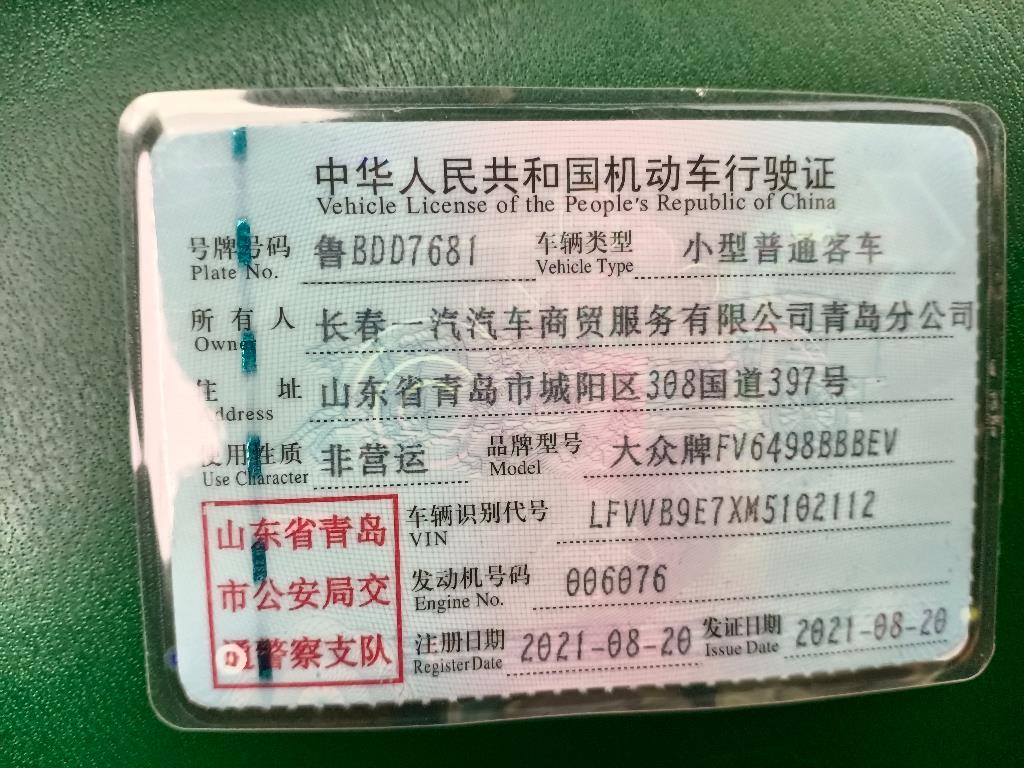 中华人民共和国机动车行驶证
Vehicle License of the People's Republic of China
号牌号码 鲁BDD7681 车辆类型 小型普通客车
Plate No. Vehicle Type
所有人 长春一汽汽车商贸服务有限公司青岛分公司
Owner
住址 山东省青岛市城阳区308国道397号
Address
使用性质 非营运 品牌型号 大众牌FV6498BBBEV
Use Character Model
山东省青岛
市公安局交
通警察支队
车辆识别代号 LFVVB9E7XM5102112
VIN
发动机号码 006076
Engine No.
注册日期 2021-08-20 发证日期 2021-08-20
Register Date Issue Date